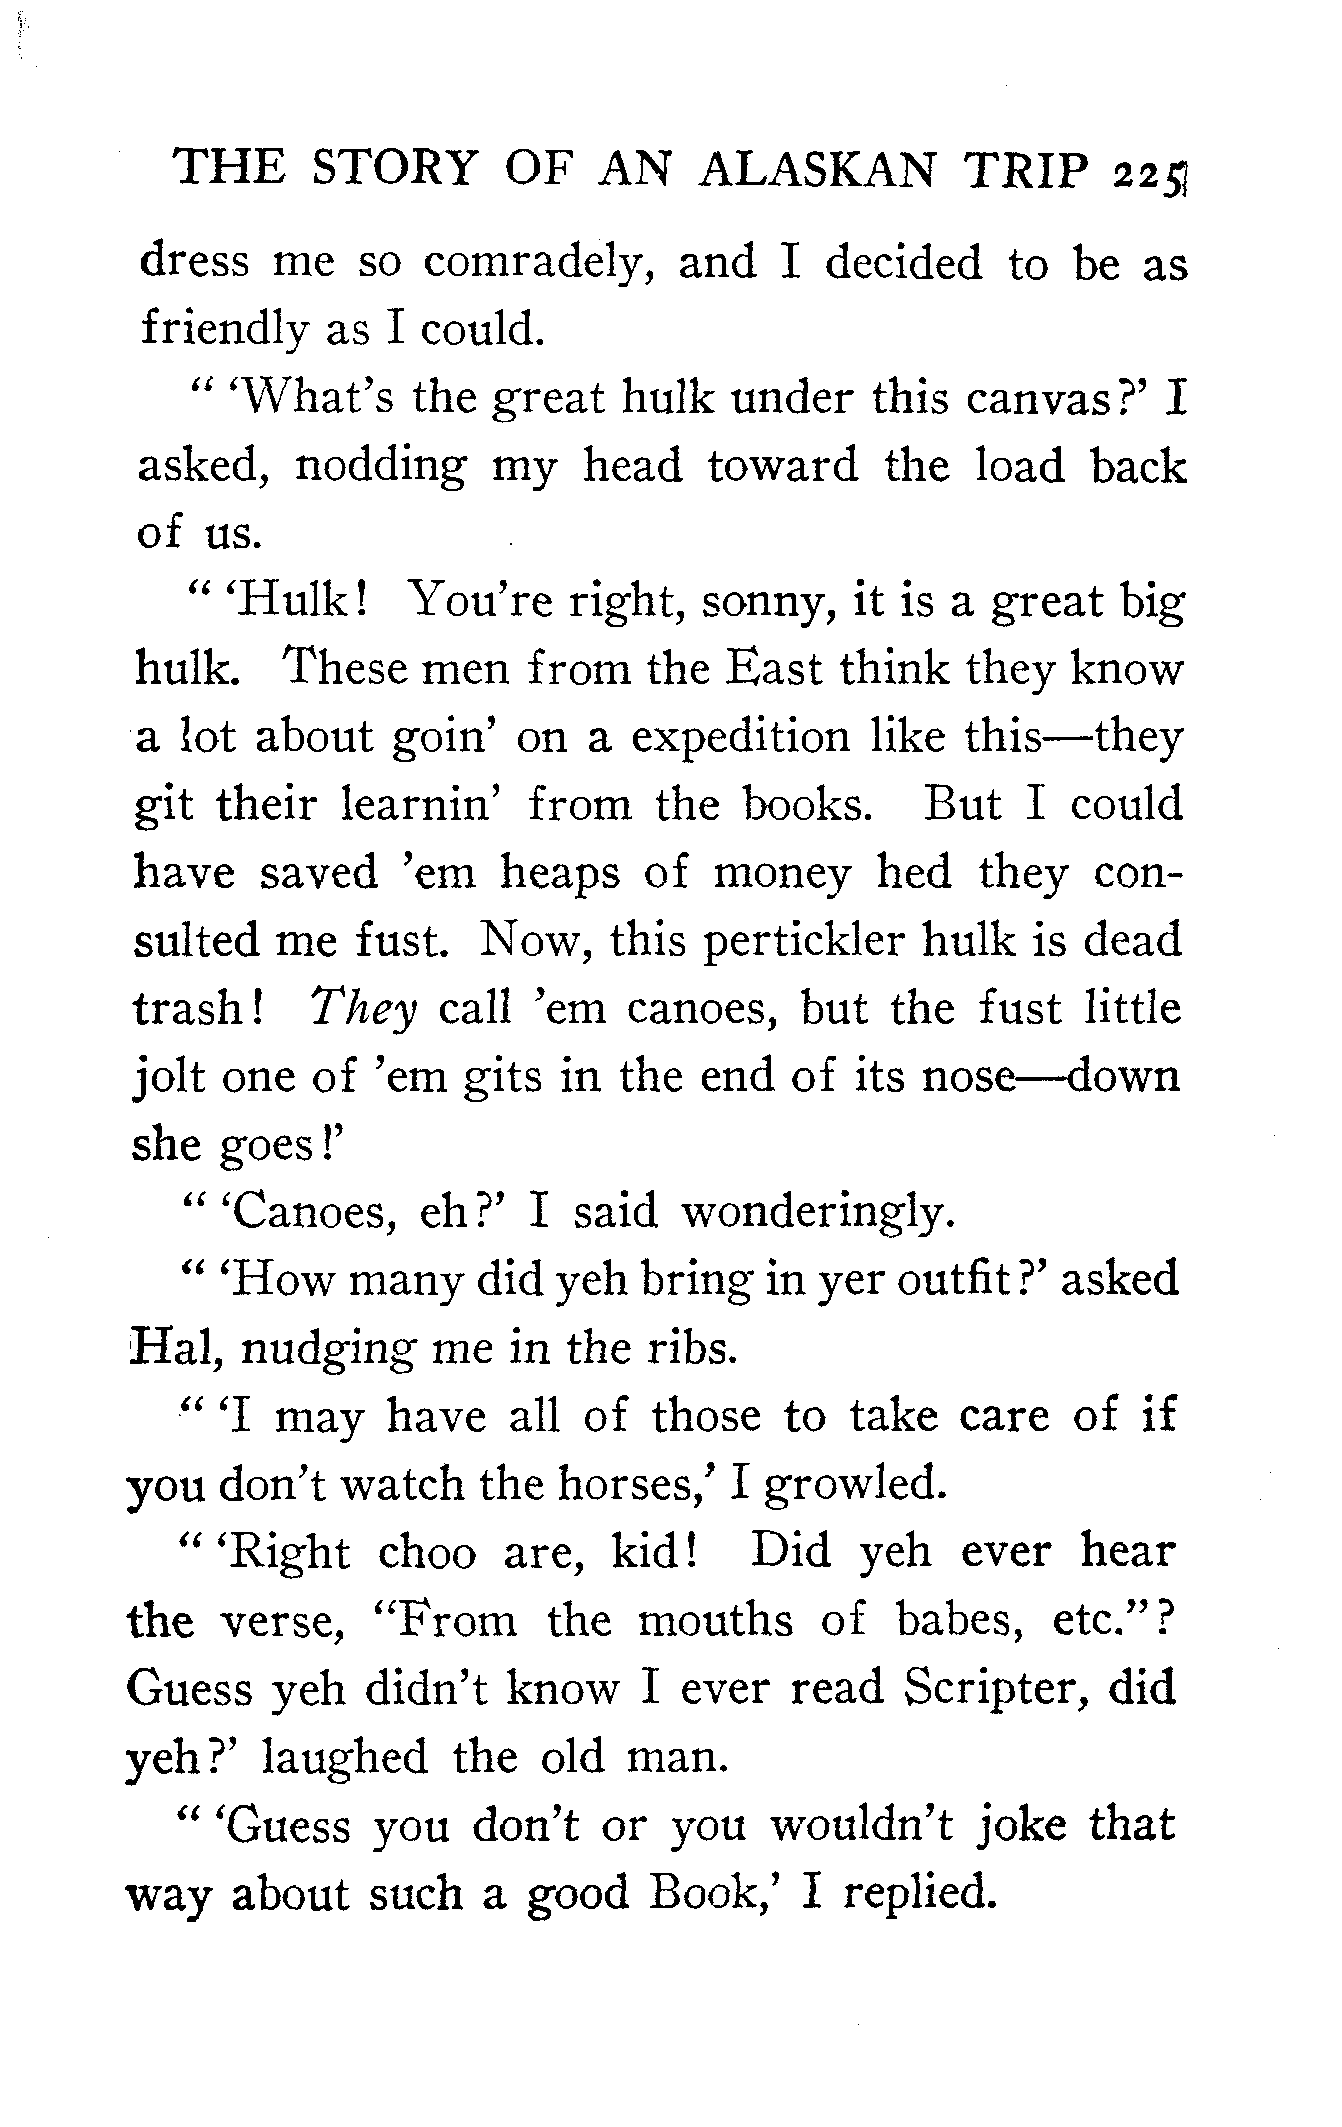 THE STORY OF AN ALASKAN TRIP 225
dress me so comradely, and I decided to be as
friendly as I could.
“ ‘What’s the great hulk under this canvas?’ I
asked, nodding my head toward the load back
of us.
“ ‘Hulk! You’re right, sonny, it is a great big
hulk. These men from the East think they know
a lot about goin’ on a expedition like this—they
git their learnin’ from the books. But I could
have saved ’em heaps of money hed they con-
sulted me fust. Now, this pertickler hulk is dead
trash! They call ’em canoes, but the fust little
jolt one of ’em gits in the end of its nose—down
she goes!’
“ ‘Canoes, eh?’ I said wonderingly.
“ ‘How many did yeh bring in yer outfit?’ asked
Hal, nudging me in the ribs.
“ ‘I may have all of those to take care of if
you don’t watch the horses,’ I growled.
“ ‘Right choo are, kid! Did yeh ever hear
the verse, “From the mouths of babes, etc.”?
Guess yeh didn’t know I ever read Scripter, did
yeh?’ laughed the old man.
“ ‘Guess you don’t or you wouldn’t joke that
way about such a good Book,’ I replied.